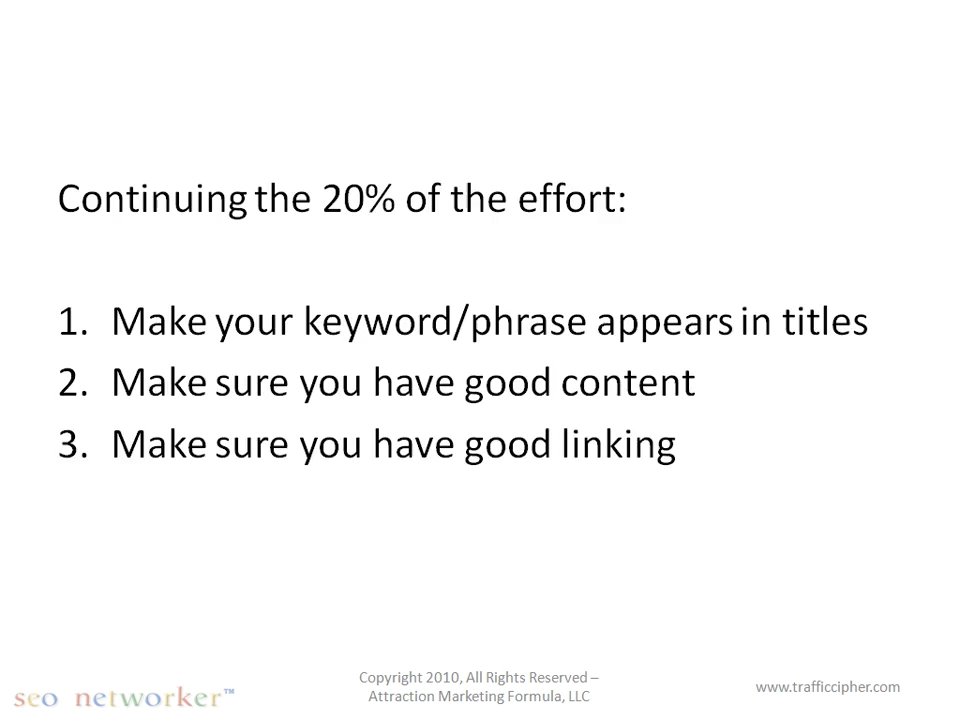 Continuing the 20% of the effort:
1. Make your keyword/phrase appears in titles
2. Make sure you have good content
3. Make sure you have good linking
seo networker™
Copyright 2010, All Rights Reserved –
Attraction Marketing Formula, LLC
www.trafficcipher.com